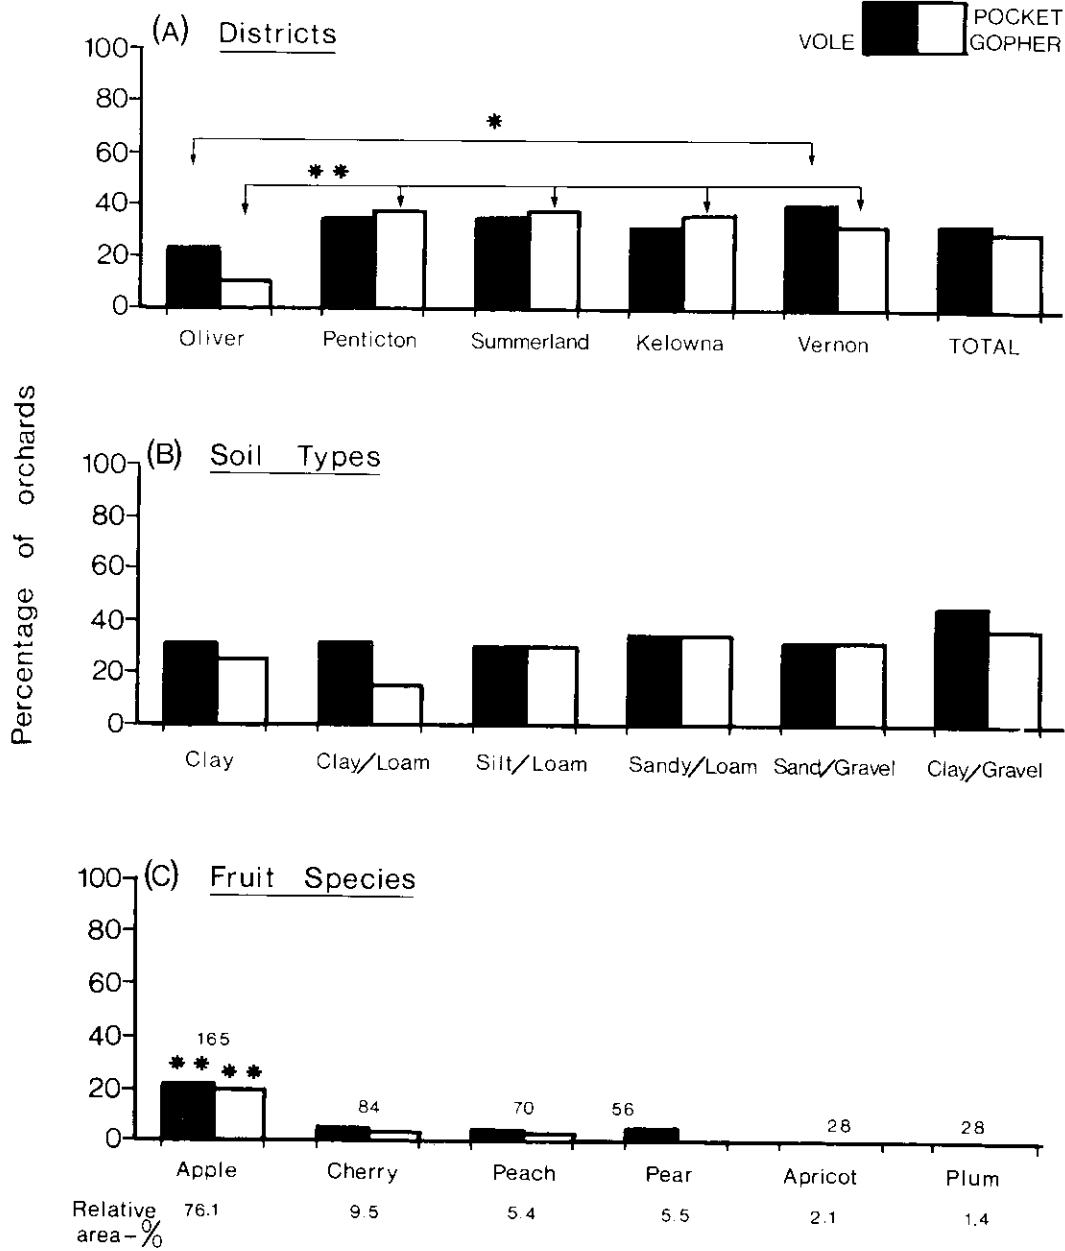 (A) Districts
VOLE
POCKET
GOPHER
100
80
60
40
20
0
*
**
Oliver Penticton Summerland Kelowna Vernon TOTAL
Percentage of orchards
(B) Soil Types
100
80
60
40
20
0
Clay Clay/Loam Silt/Loam Sandy/Loam Sand/Gravel Clay/Gravel
(C) Fruit Species
100
80
60
40
20
0
165
** **
84 70 56 28 28
Apple Cherry Peach Pear Apricot Plum
Relative area-% 76.1 9.5 5.4 5.5 2.1 1.4